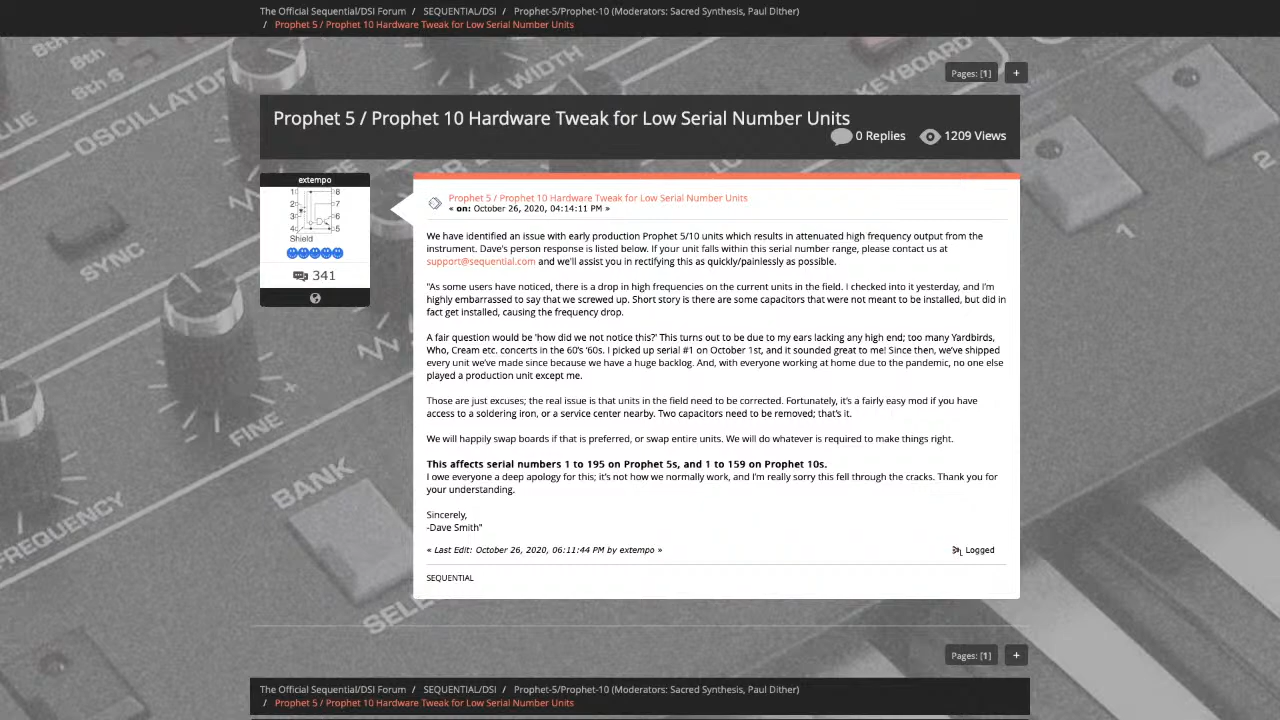 The Official Sequential/DSI Forum / SEQUENTIAL/DSI / Prophet-5/Prophet-10 (Moderators: Sacred Synthesis, Paul Dither)
/ Prophet 5 / Prophet 10 Hardware Tweak for Low Serial Number Units
8th S
8th
OSCILLATOR
WIDTH
KEYBOARD
Pages: [1] +
Prophet 5 / Prophet 10 Hardware Tweak for Low Serial Number Units
0 Replies 1209 Views
extempo
1 8
2 7
3 6
4 5
Shield
341
Prophet 5 / Prophet 10 Hardware Tweak for Low Serial Number Units
« on: October 26, 2020, 04:14:11 PM »
We have identified an issue with early production Prophet 5/10 units which results in attenuated high frequency output from the
instrument. Dave's person response is listed below. If your unit falls within this serial number range, please contact us at
support@sequential.com and we'll assist you in rectifying this as quickly/painlessly as possible.
"As some users have noticed, there is a drop in high frequencies on the current units in the field. I checked into it yesterday, and I'm
highly embarrassed to say that we screwed up. Short story is there are some capacitors that were not meant to be installed, but did in
fact get installed, causing the frequency drop.
A fair question would be 'how did we not notice this?' This turns out to be due to my ears lacking any high end; too many Yardbirds,
Who, Cream etc. concerts in the 60's '60s. I picked up serial #1 on October 1st, and it sounded great to me! Since then, we've shipped
every unit we've made since because we have a huge backlog. And, with everyone working at home due to the pandemic, no one else
played a production unit except me.
Those are just excuses; the real issue is that units in the field need to be corrected. Fortunately, it's a fairly easy mod if you have
access to a soldering iron, or a service center nearby. Two capacitors need to be removed; that's it.
We will happily swap boards if that is preferred, or swap entire units. We will do whatever is required to make things right.
This affects serial numbers 1 to 195 on Prophet 5s, and 1 to 159 on Prophet 10s.
I owe everyone a deep apology for this; it's not how we normally work, and I'm really sorry this fell through the cracks. Thank you for
your understanding.
Sincerely,
-Dave Smith"
« Last Edit: October 26, 2020, 06:11:44 PM by extempo »
Logged
SEQUENTIAL
SYNC
FINE
+
BANK
FREQUENCY
1
2
Pages: [1] +
The Official Sequential/DSI Forum / SEQUENTIAL/DSI / Prophet-5/Prophet-10 (Moderators: Sacred Synthesis, Paul Dither)
/ Prophet 5 / Prophet 10 Hardware Tweak for Low Serial Number Units